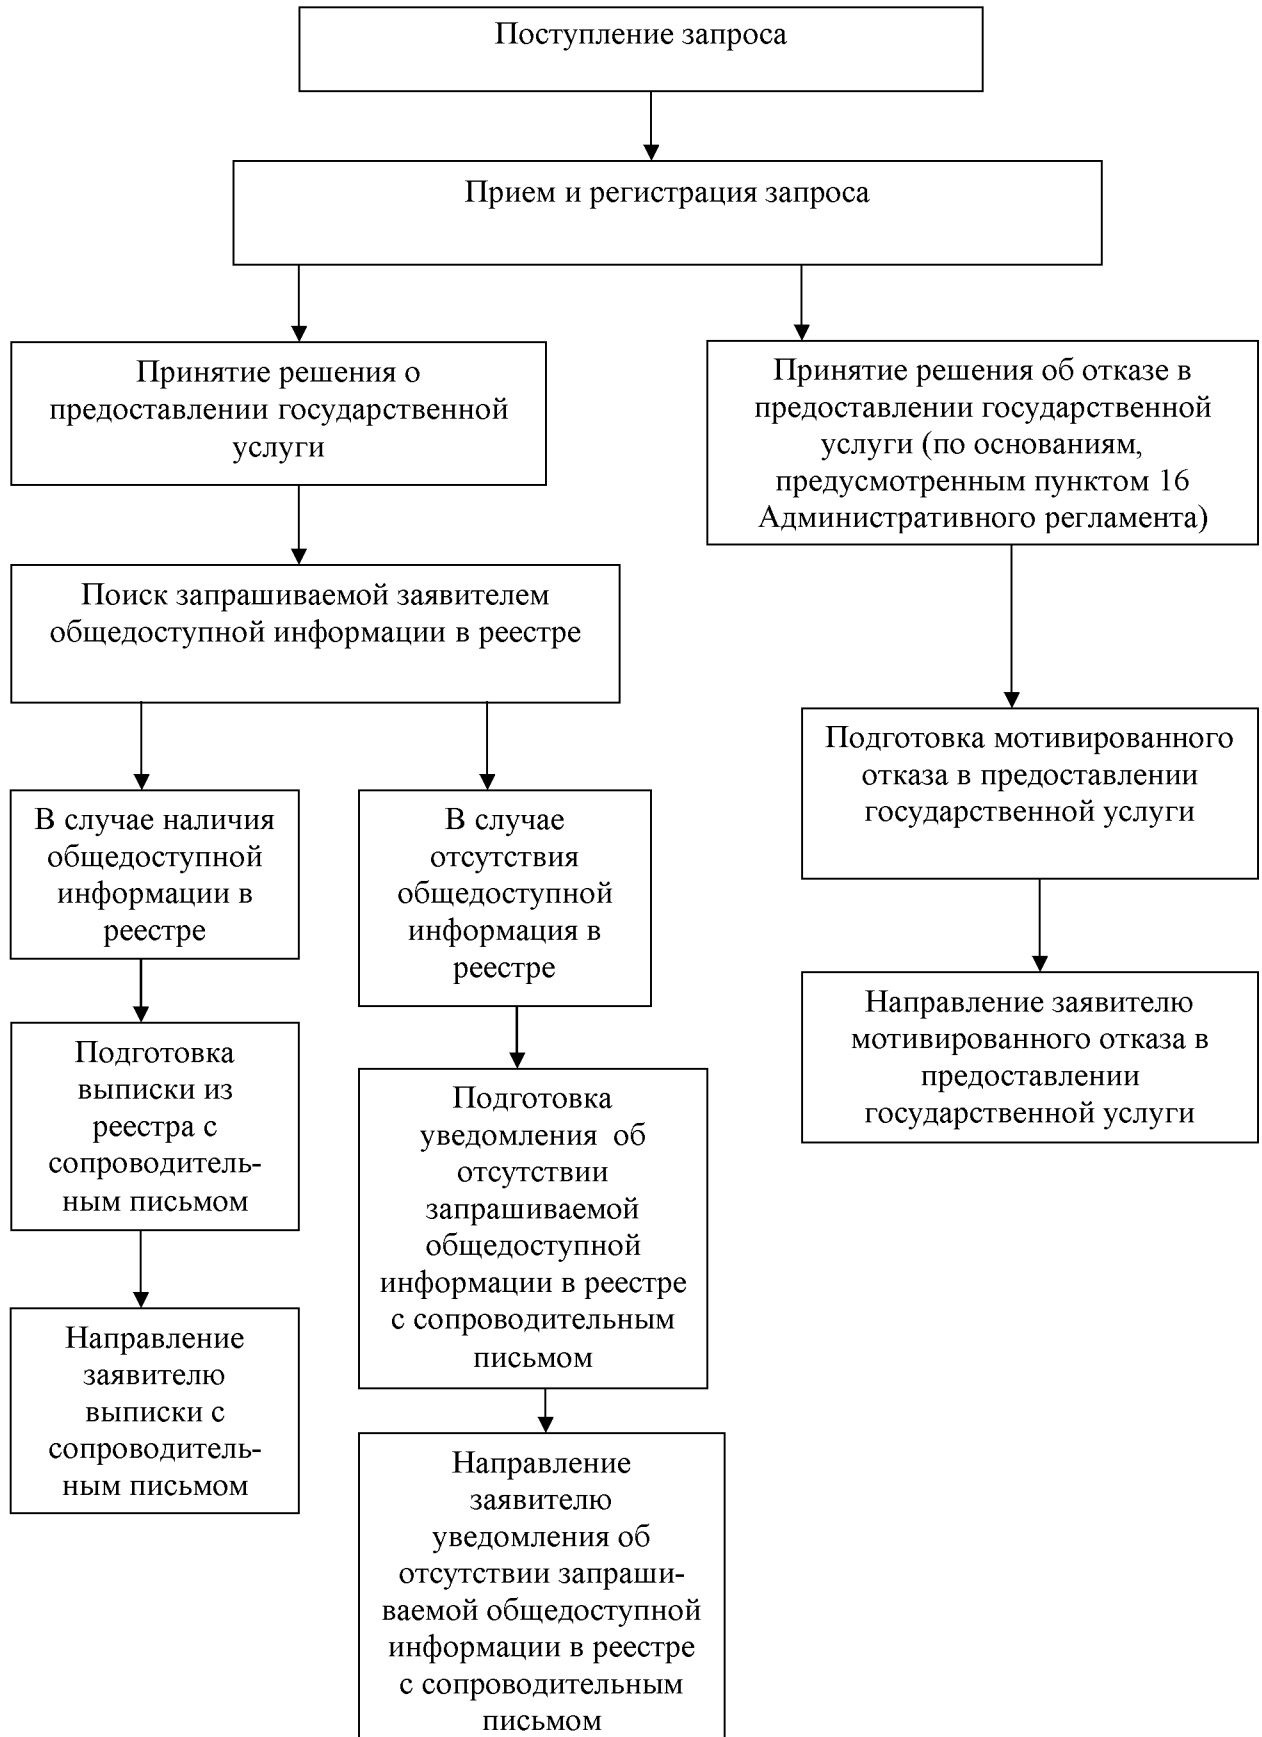 Поступление запроса
Прием и регистрация запроса
Принятие решения о
предоставлении государственной
услуги
Принятие решения об отказе в
предоставлении государственной
услуги (по основаниям,
предусмотренным пунктом 16
Административного регламента)
Поиск запрашиваемой заявителем
общедоступной информации в реестре
Подготовка мотивированного
отказа в предоставлении
государственной услуги
В случае наличия
общедоступной
информации в
реестре
В случае
отсутствия
общедоступной
информация в
реестре
Направление заявителю
мотивированного отказа в
предоставлении
государственной услуги
Подготовка
выписки из
реестра с
сопроводитель-
ным письмом
Подготовка
уведомления  об
отсутствии
запрашиваемой
общедоступной
информации в реестре
с сопроводительным
письмом
Направление
заявителю
выписки с
сопроводитель-
ным письмом
Направление
заявителю
уведомления об
отсутствии запраши-
ваемой общедоступной
информации в реестре
с сопроводительным
письмом